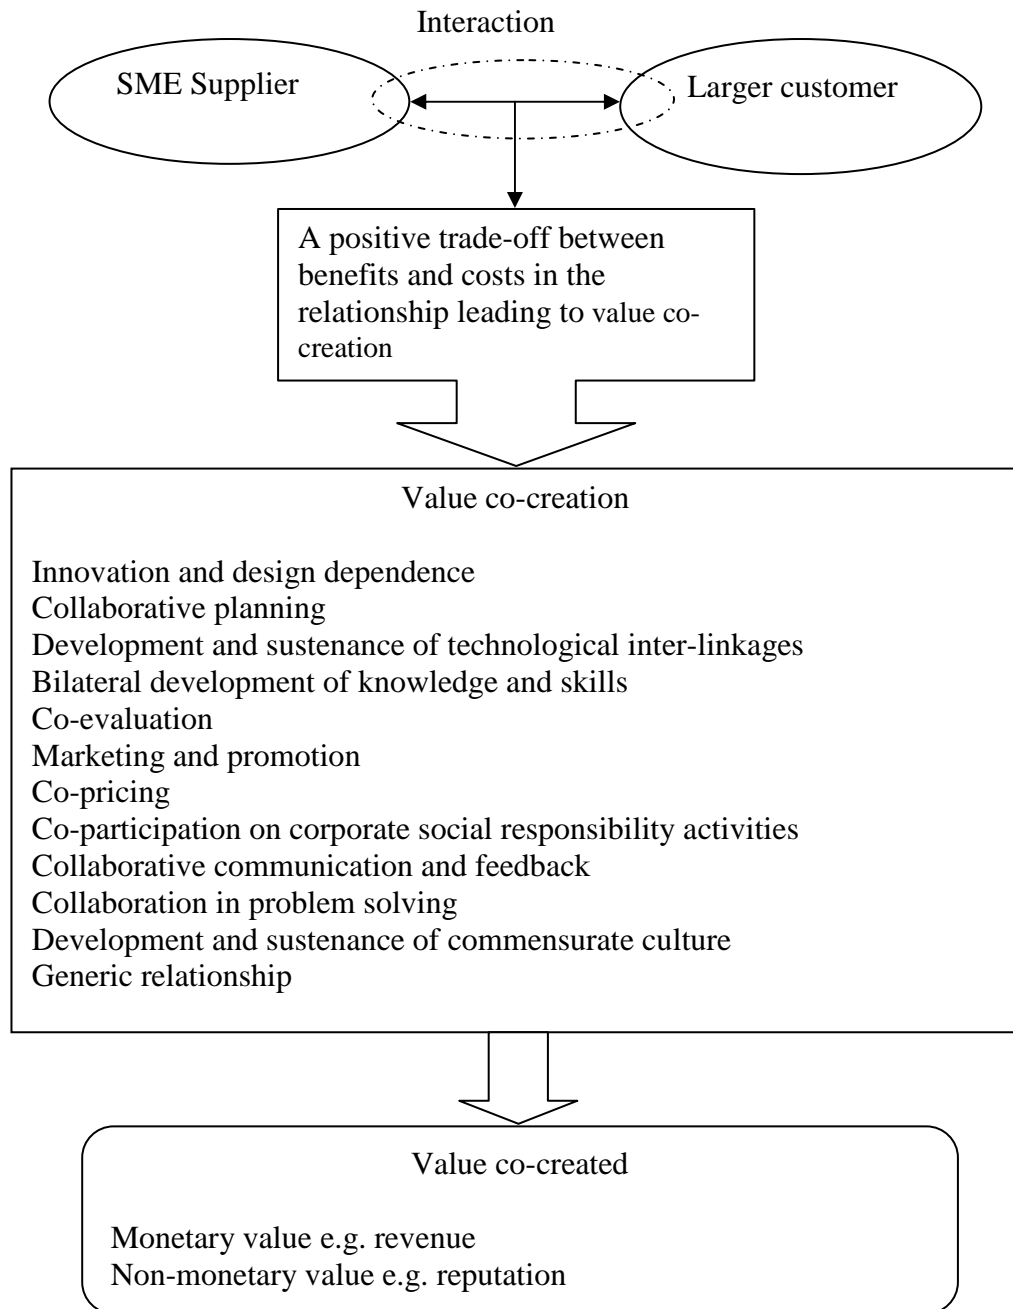 Interaction
SME Supplier
Larger customer
A positive trade-off between
benefits and costs in the
relationship leading to value co-
creation
Value co-creation
Innovation and design dependence
Collaborative planning
Development and sustenance of technological inter-linkages
Bilateral development of knowledge and skills
Co-evaluation
Marketing and promotion
Co-pricing
Co-participation on corporate social responsibility activities
Collaborative communication and feedback
Collaboration in problem solving
Development and sustenance of commensurate culture
Generic relationship
Value co-created
Monetary value e.g. revenue
Non-monetary value e.g. reputation